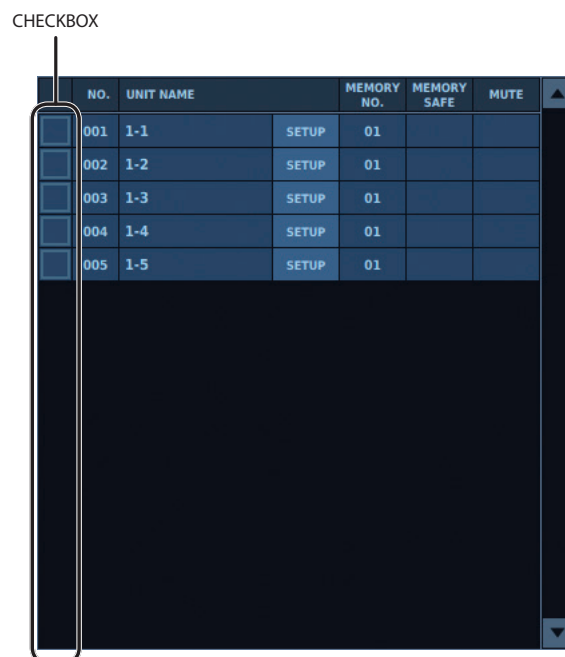 CHECKBOX
NO. UNIT NAME MEMORY NO. MEMORY SAFE MUTE
001 1-1 SETUP 01
002 1-2 SETUP 01
003 1-3 SETUP 01
004 1-4 SETUP 01
005 1-5 SETUP 01